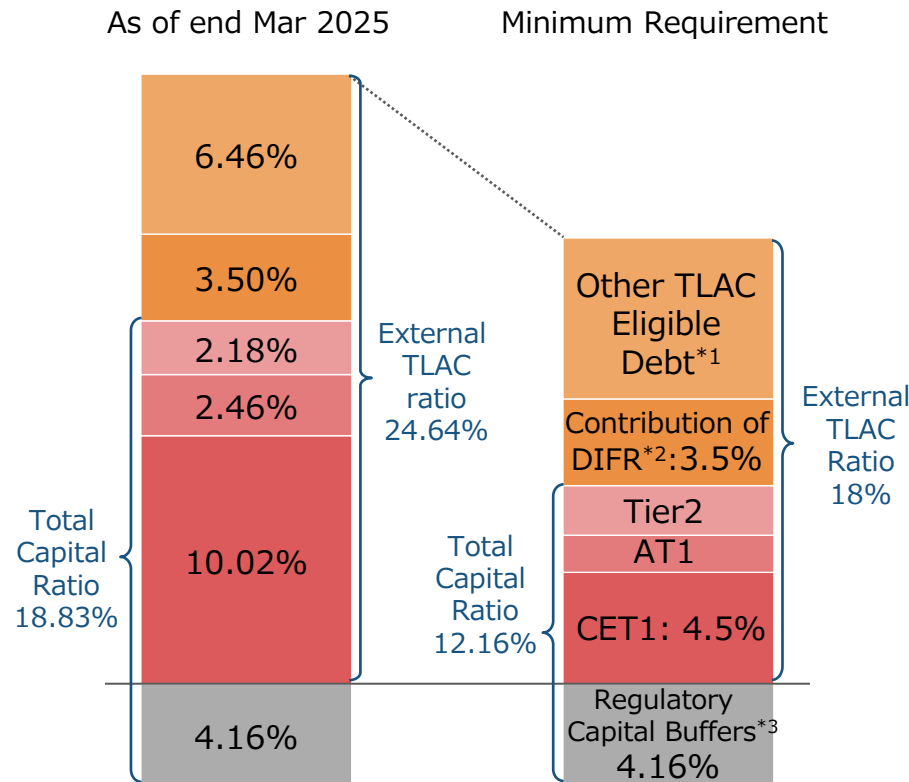 As of end Mar 2025
Minimum Requirement
6.46%
3.50%
2.18%
2.46%
10.02%
4.16%
External
TLAC
ratio
24.64%
Total
Capital
Ratio
18.83%
Other TLAC
Eligible
Debt*1
Contribution of
DIFR*2:3.5%
Tier2
AT1
CET1: 4.5%
Regulatory
Capital Buffers*3
4.16%
Total
Capital
Ratio
12.16%
External
TLAC
Ratio
18%